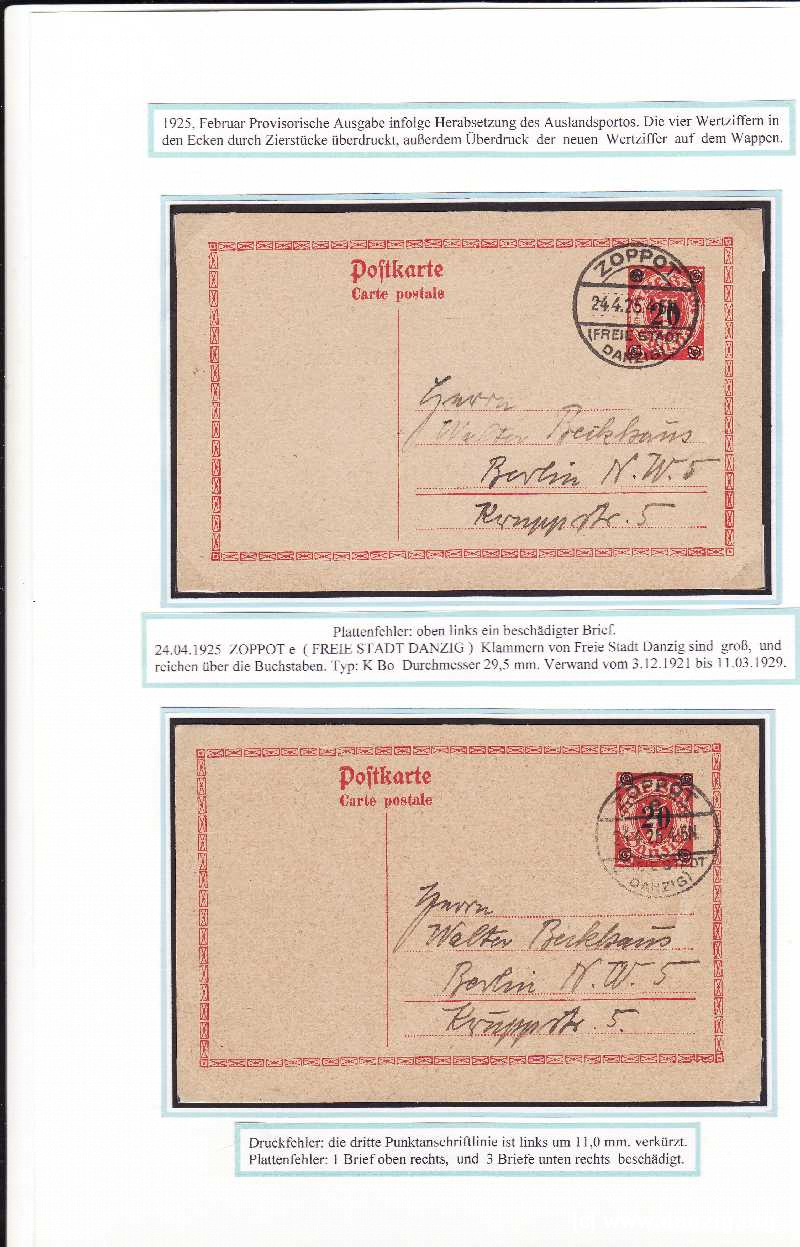 1925, Februar Provisorische Ausgabe infolge Herabsetzung des Auslandsportos. Die vier Wertziffern in
den Ecken durch Zierstücke überdruckt, außerdem Überdruck der neuen Wertziffer auf dem Wappen.
Postkarte
Carte postale
ZOPPOT
24.4.25.
20
(FREIE STADT
DANZIG)
Herrn
Walter Beckhaus
Berlin N.W.5
Kruppstr. 5
Plattenfehler: oben links ein beschädigter Brief.
24.04.1925 ZOPPOT e ( FREIE STADT DANZIG ) Klammern von Freie Stadt Danzig sind groß, und
reichen über die Buchstaben. Typ: K Bo Durchmesser 29,5 mm. Verwand vom 3.12.1921 bis 11.03.1929.
Postkarte
Carte postale
ZOPPOT
20
DANZIG)
Herrn
Walter Beckhaus
Berlin N.W. 5
Kruppstr. 5.
Druckfehler: die dritte Punktanschriftlinie ist links um 11,0 mm. verkürzt.
Plattenfehler: 1 Brief oben rechts, und 3 Briefe unten rechts beschädigt.